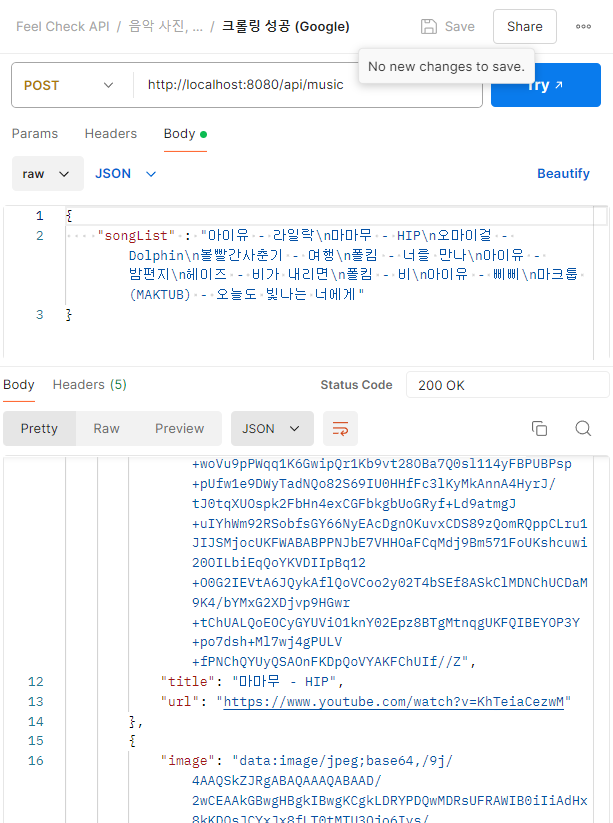 Feel Check API / 음악 사진, ... / 크롤링 성공 (Google) Save Share
No new changes to save.
POST http://localhost:8080/api/music Try ↗
Params Headers Body
raw JSON Beautify
1 {
2 "songList" : "아이유 - 라일락\n마마무 - HIP\n오마이걸 -
Dolphin\n볼빨간사춘기 - 여행\n폴킴 - 너를 만나\n아이유 -
밤편지\n헤이즈 - 비가 내리면\n폴킴 - 비\n아이유 - 삐삐\n마크툽
(MAKTUB) - 오늘도 빛나는 너에게"
3 }
Body Headers (5) Status Code 200 OK
Pretty Raw Preview JSON
+woVu9pPWqq1K6GwipQr1Kb9vt28OBa7Q0sl114yFBPUBPsp
+pUfw1e9DWyTadNQo82S69IU0HHfFc3lKyMkAnnA4HyrJ/
tJ0tqXUOspk2FbHn4exCGFbkgbUoGRyf+Ld9atmgJ
+uIYhWm92RSobfsGY66NyEAcDgnOKuvxCDS89zQomRQppCLru1
JIJSMjocUKFWABABPPNJbE7VHHOaFCqMdj9Bm571FoUKshcuwi
20OILbiEqQoYKVDIIpBq12
+O0G2IEVtA6JQykAflQoVCoo2y02T4bSEf8ASkClMDNChUCDaM
9K4/bYMxG2XDjvp9HGwr
+tChUALQoEOCyGYUViO1knY02Epz8BTgMtnqgUKFQIBEYOP3Y
+po7dsh+Ml7wj4gPULV
+fPNChQYUyQSAOnFKDpQoVYAKFChUIf//Z",
12 "title": "마마무 - HIP",
13 "url": "https://www.youtube.com/watch?v=KhTeiaCezwM"
14 },
15 {
16 "image": "data:image/jpeg;base64,/9j/
4AAQSkZJRgABAQAAAQABAAD/
2wCEAAkGBwgHBgkIBwgKCgkLDRYPDQwMDRsUFRAWIB0iIiAdHx